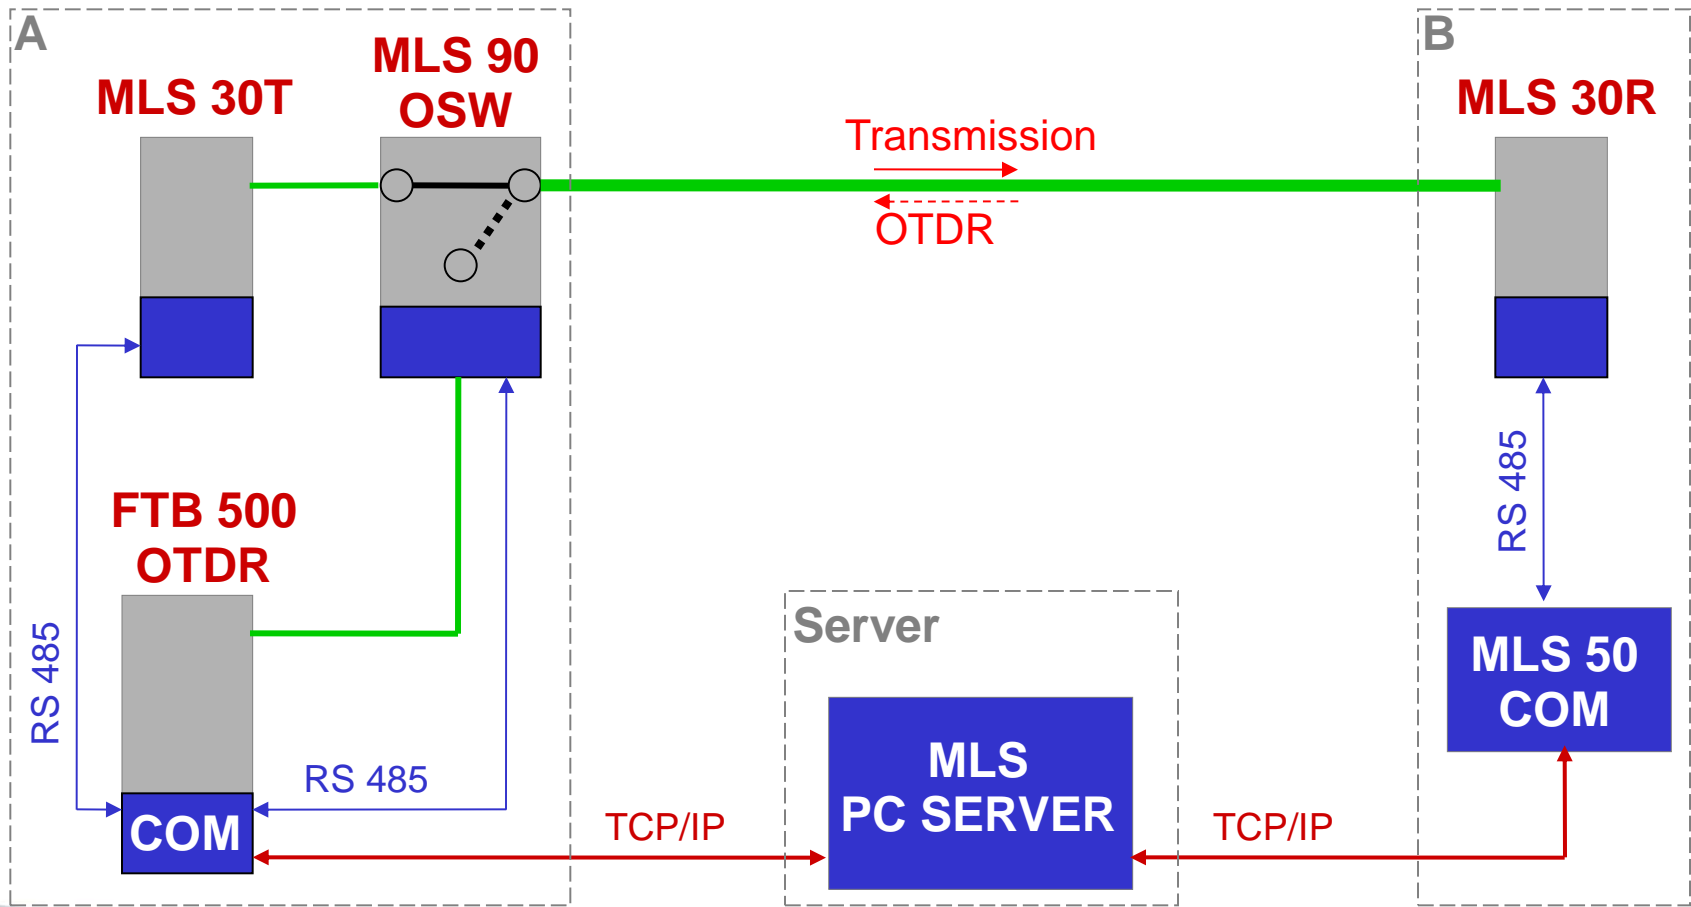 A
MLS 30T
MLS 90
OSW
Transmission
OTDR
B
MLS 30R
RS 485
FTB 500
OTDR
RS 485
COM
RS 485
TCP/IP
Server
MLS
PC SERVER
TCP/IP
MLS 50
COM